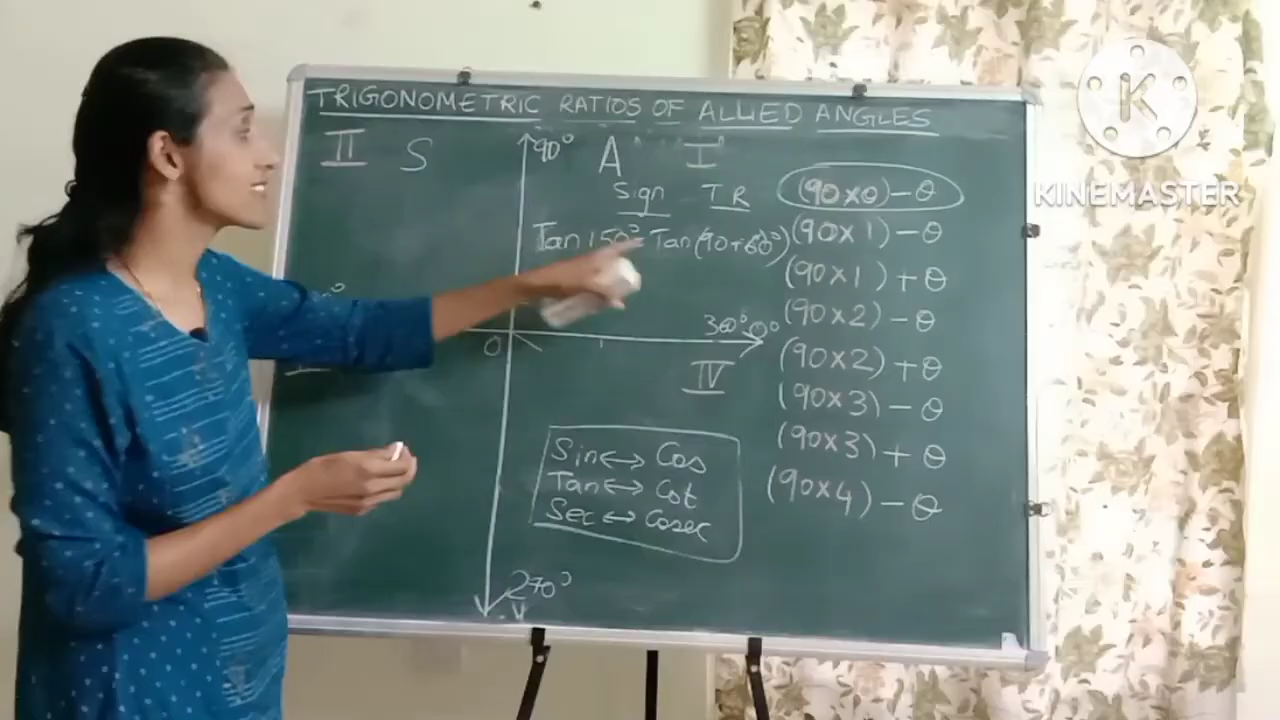 TRIGONOMETRIC RATIOS OF ALLIED ANGLES
II S 90° A I
Sign T R
Tan 150° Tan (90+60°)
(90×0) - θ
(90×1) - θ
(90×1) + θ
(90×2) - θ
(90×2) + θ
(90×3) - θ
(90×3) + θ
(90×4) - θ
360° 0°
0
IV
Sin ↔ Cos
Tan ↔ Cot
Sec ↔ Cosec
270°
K
KINEMASTER